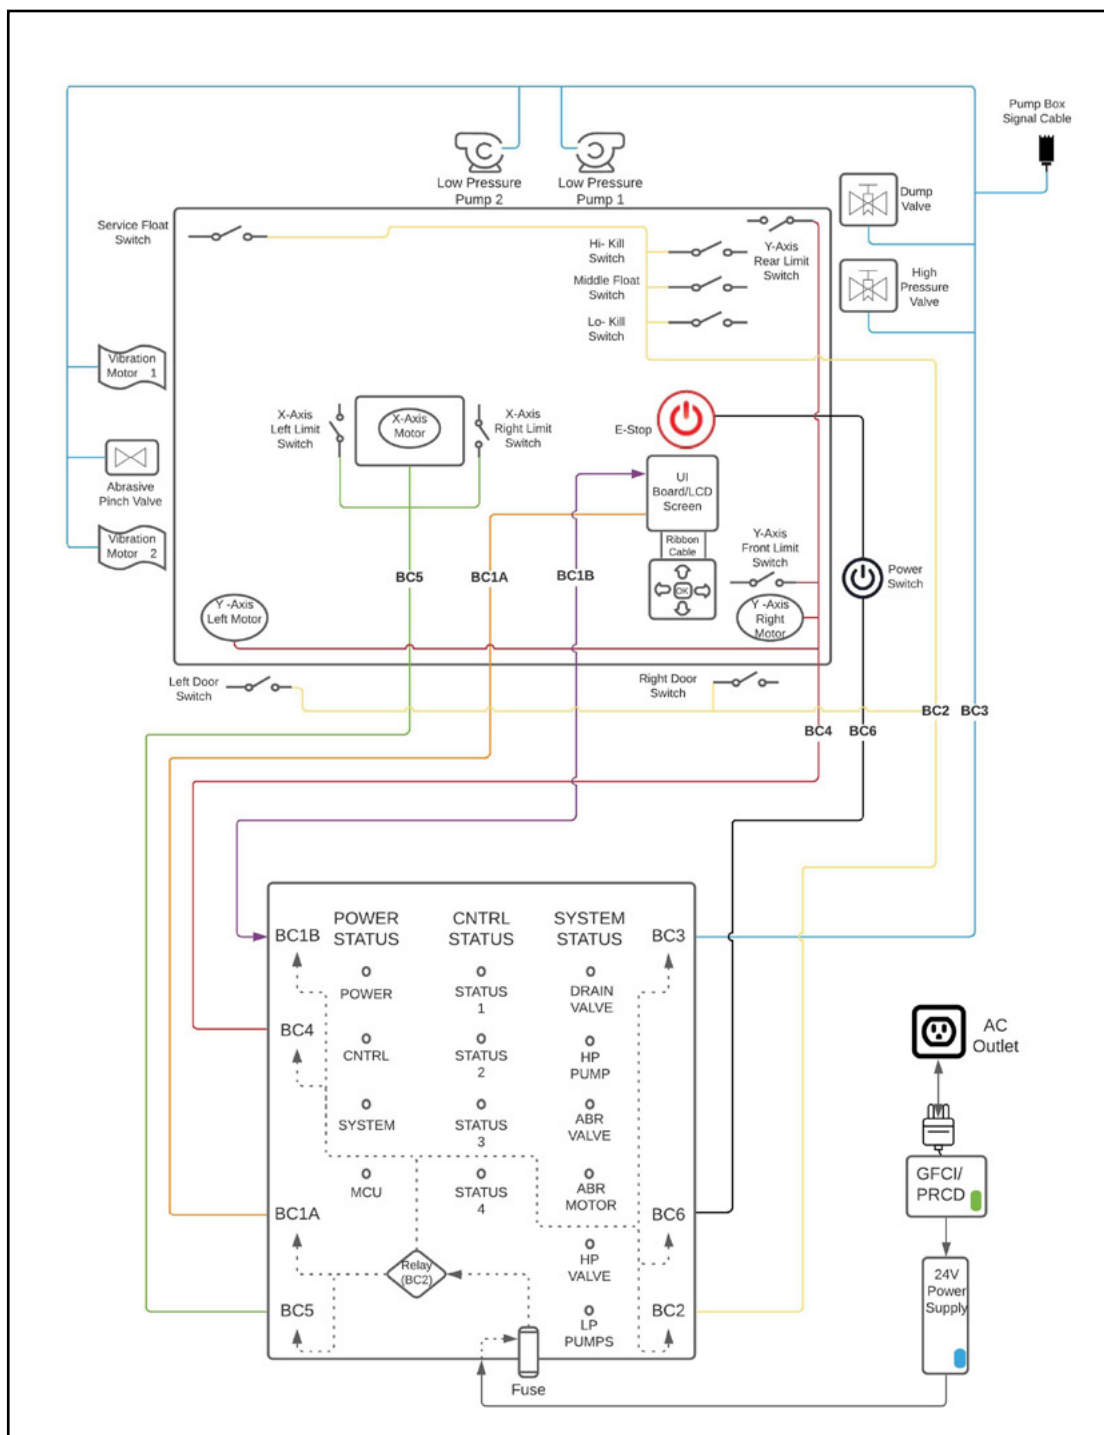 Pump Box
Signal Cable
Low Pressure
Pump 2
Low Pressure
Pump 1
Dump
Valve
Service Float
Switch
Hi- Kill
Switch
Y-Axis
Rear Limit
Switch
High
Pressure
Valve
Middle Float
Switch
Lo- Kill
Switch
Vibration
Motor 1
X-Axis
Left Limit
Switch
X-Axis
Motor
X-Axis
Right Limit
Switch
E-Stop
Abrasive
Pinch Valve
UI
Board/LCD
Screen
Vibration
Motor 2
Ribbon
Cable
Y-Axis
Front Limit
Switch
BC5
BC1A
BC1B
Power
Switch
OK
Y -Axis
Left Motor
Y -Axis
Right
Motor
Left Door
Switch
Right Door
Switch
BC2
BC3
BC4
BC6
POWER
STATUS
CNTRL
STATUS
SYSTEM
STATUS
BC1B
BC3
POWER
STATUS
1
DRAIN
VALVE
BC4
CNTRL
STATUS
2
HP
PUMP
AC
Outlet
SYSTEM
STATUS
3
ABR
VALVE
MCU
STATUS
4
ABR
MOTOR
GFCI/
PRCD
BC1A
BC6
Relay
(BC2)
HP
VALVE
24V
Power
Supply
BC5
BC2
LP
PUMPS
Fuse